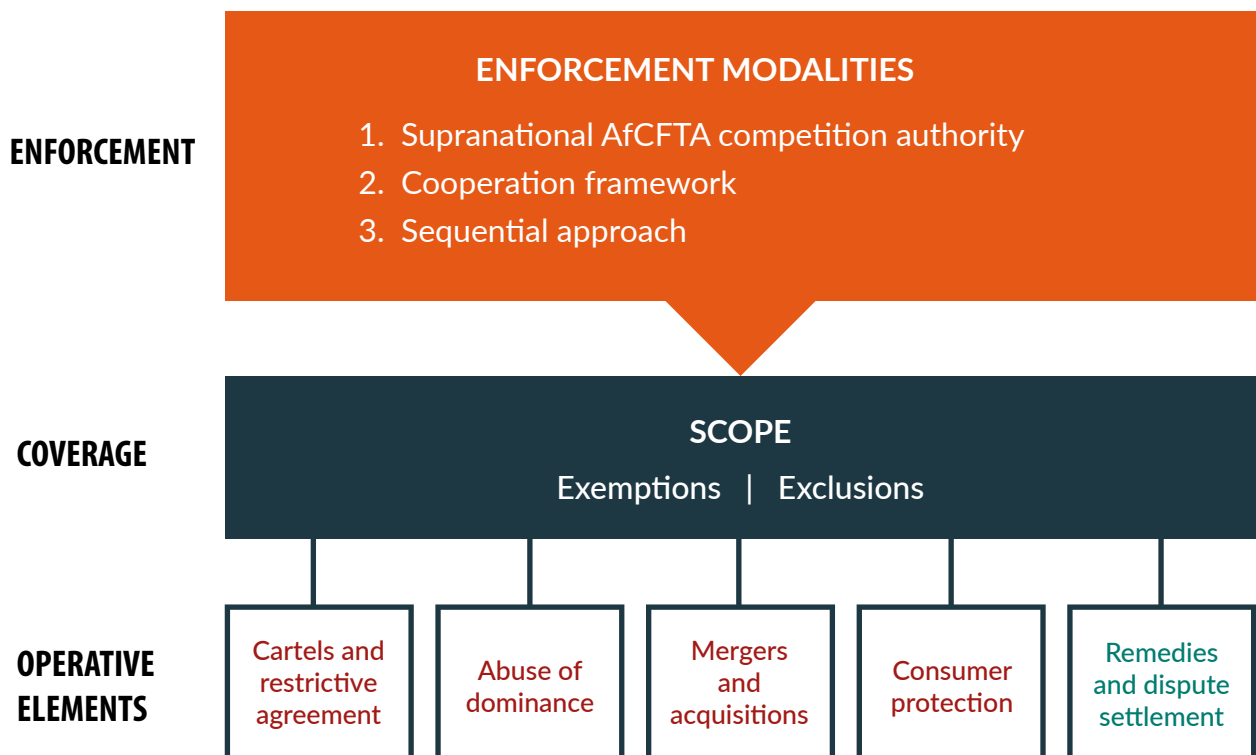 ENFORCEMENT
ENFORCEMENT MODALITIES
1. Supranational AfCFTA competition authority
2. Cooperation framework
3. Sequential approach
COVERAGE
SCOPE
Exemptions | Exclusions
OPERATIVE
ELEMENTS
Cartels and
restrictive
agreement
Abuse of
dominance
Mergers
and
acquisitions
Consumer
protection
Remedies
and dispute
settlement